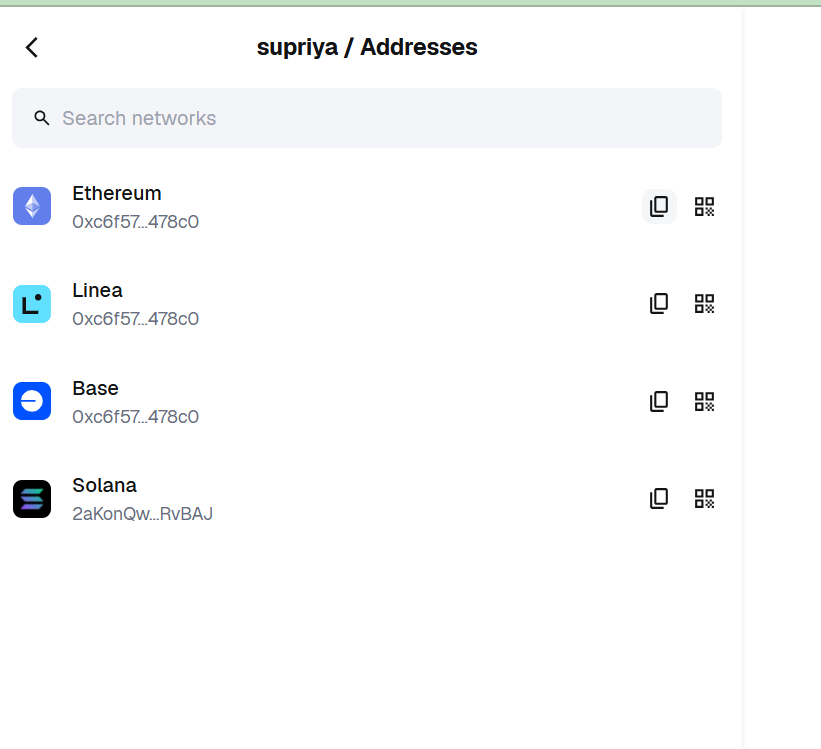 supriya / Addresses
Search networks
Ethereum
0xc6f57...478c0
Linea
0xc6f57...478c0
Base
0xc6f57...478c0
Solana
2aKonQw...RvBAJ